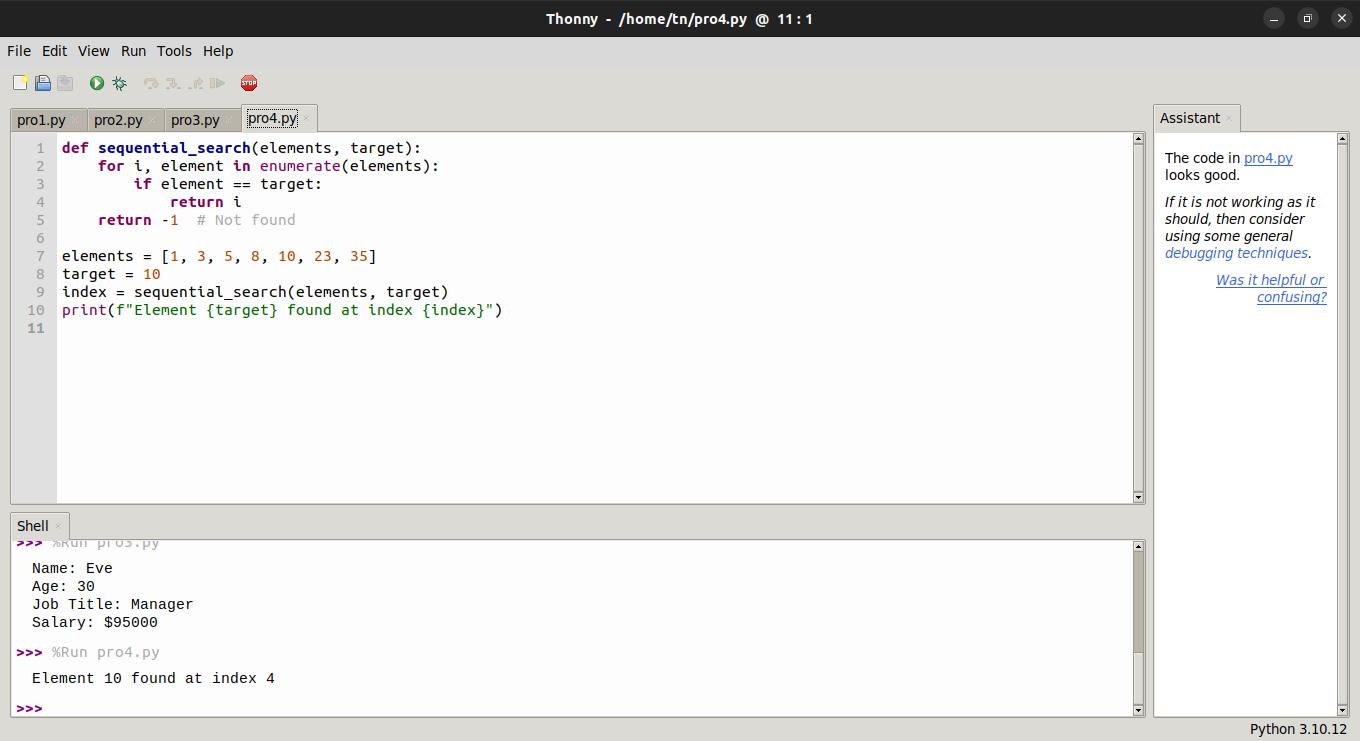 Thonny - /home/tn/pro4.py @ 11:1
File Edit View Run Tools Help
STOP
pro1.py pro2.py pro3.py pro4.py
1 def sequential_search(elements, target):
2     for i, element in enumerate(elements):
3         if element == target:
4             return i
5     return -1  # Not found
6
7 elements = [1, 3, 5, 8, 10, 23, 35]
8 target = 10
9 index = sequential_search(elements, target)
10 print(f"Element {target} found at index {index}")
11
Shell
>>> %Run pro3.py
Name: Eve
Age: 30
Job Title: Manager
Salary: $95000
>>> %Run pro4.py
Element 10 found at index 4
>>>
Assistant
The code in pro4.py
looks good.
If it is not working as it
should, then consider
using some general
debugging techniques.
Was it helpful or
confusing?
Python 3.10.12